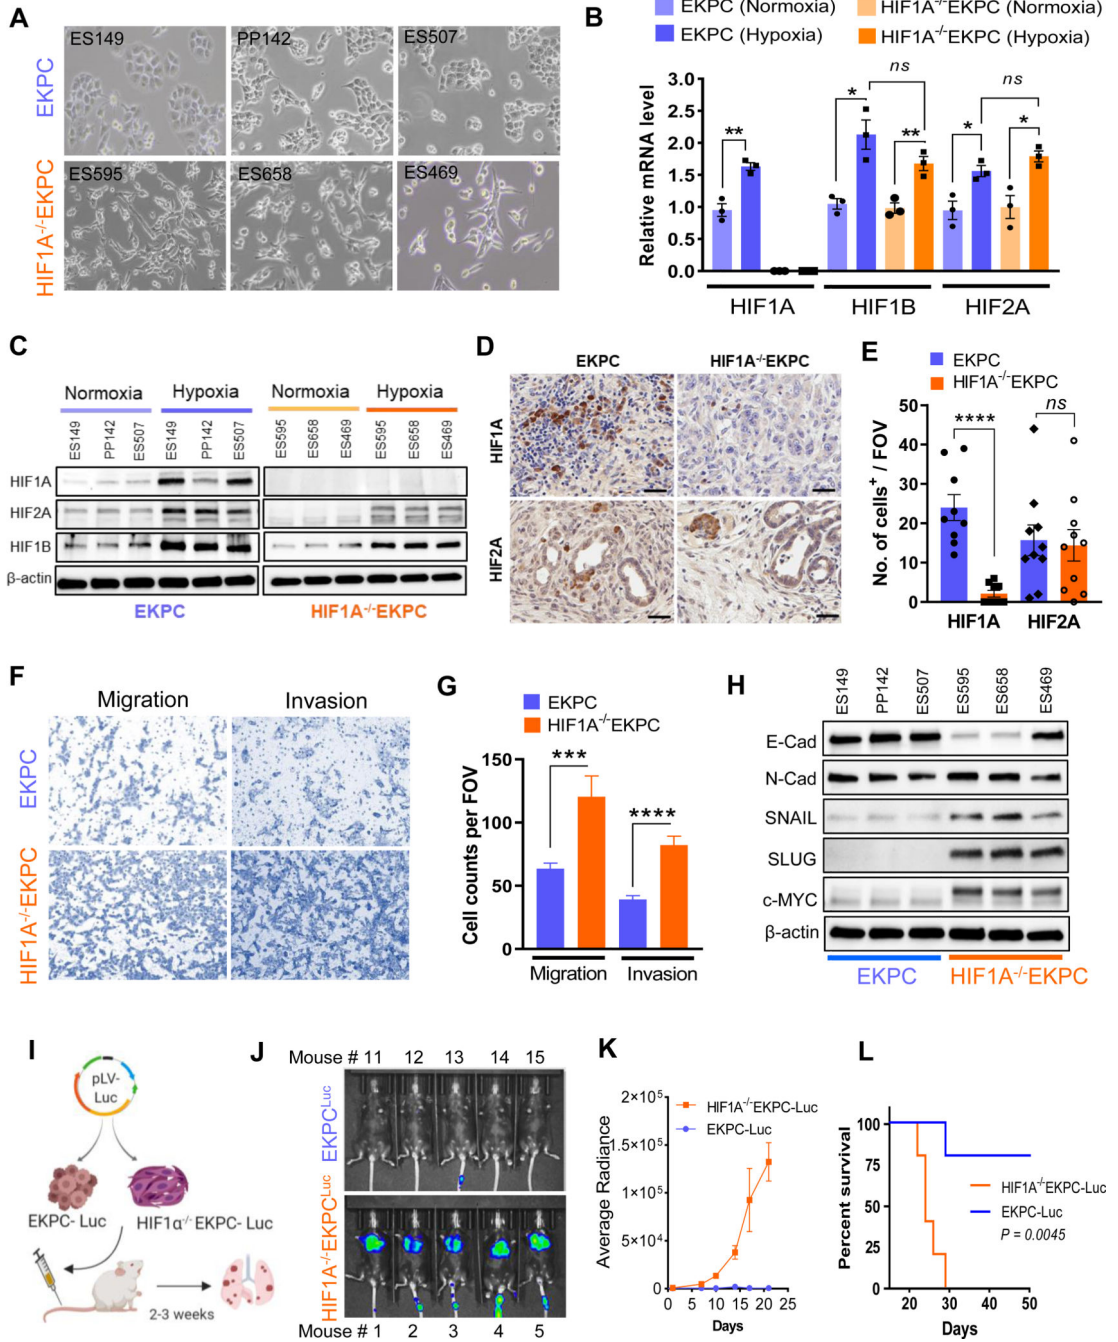 A
EKPC
HIF1A-/-EKPC
ES149
PP142
ES507
ES595
ES658
ES469
B
EKPC (Normoxia)
HIF1A-/-EKPC (Normoxia)
EKPC (Hypoxia)
HIF1A-/-EKPC (Hypoxia)
Relative mRNA level
3.0
2.5
2.0
1.5
1.0
0.5
0.0
**
*
ns
**
*
ns
*
HIF1A
HIF1B
HIF2A
C
Normoxia
Hypoxia
Normoxia
Hypoxia
ES149
PP142
ES507
ES149
PP142
ES507
ES595
ES658
ES469
ES595
ES658
ES469
HIF1A
HIF2A
HIF1B
β-actin
EKPC
HIF1A-/-EKPC
D
EKPC
HIF1A-/-EKPC
HIF1A
HIF2A
E
EKPC
HIF1A-/-EKPC
No. of cells+ / FOV
50
40
30
20
10
0
****
ns
HIF1A
HIF2A
F
Migration
Invasion
EKPC
HIF1A-/-EKPC
G
EKPC
HIF1A-/-EKPC
Cell counts per FOV
150
100
50
0
***
****
Migration
Invasion
H
ES149
PP142
ES507
ES595
ES658
ES469
E-Cad
N-Cad
SNAIL
SLUG
c-MYC
β-actin
EKPC
HIF1A-/-EKPC
I
pLV-
Luc
EKPC- Luc
HIF1α-/-EKPC- Luc
2-3 weeks
J
Mouse # 11 12 13 14 15
EKPCLuc
HIF1A-/-EKPCLuc
Mouse # 1 2 3 4 5
K
Average Radiance
2×10⁵
1.5×10⁵
1×10⁵
5×10⁴
0
HIF1A-/-EKPC-Luc
EKPC-Luc
0 5 10 15 20 25
Days
L
Percent survival
100
75
50
25
0
HIF1A-/-EKPC-Luc
EKPC-Luc
P = 0.0045
20 30 40 50
Days